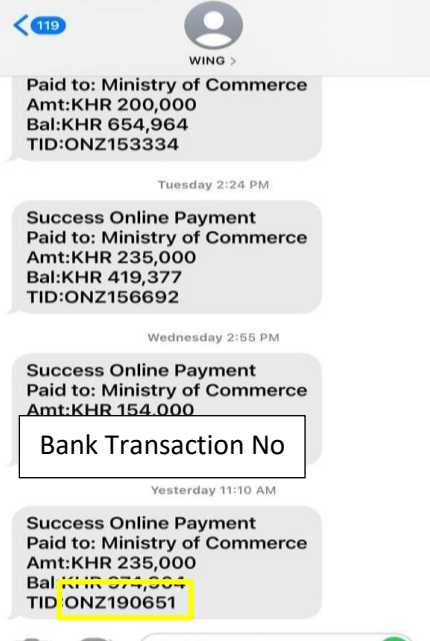 119
WING >
Paid to: Ministry of Commerce
Amt:KHR 200,000
Bal:KHR 654,964
TID:ONZ153334
Tuesday 2:24 PM
Success Online Payment
Paid to: Ministry of Commerce
Amt:KHR 235,000
Bal:KHR 419,377
TID:ONZ156692
Wednesday 2:55 PM
Success Online Payment
Paid to: Ministry of Commerce
Amt:KHR 154,000
Bank Transaction No
Yesterday 11:10 AM
Success Online Payment
Paid to: Ministry of Commerce
Amt:KHR 235,000
Bal:KHR
TID:ONZ190651